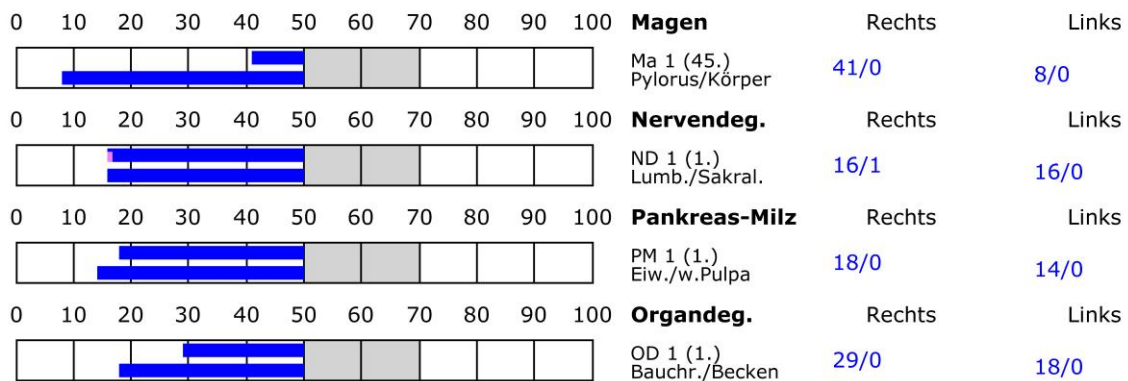 0 10 20 30 40 50 60 70 80 90 100 Magen Rechts Links
Ma 1 (45.) 41/0 8/0
Pylorus/Körper
0 10 20 30 40 50 60 70 80 90 100 Nervendeg. Rechts Links
ND 1 (1.) 16/1 16/0
Lumb./Sakral.
0 10 20 30 40 50 60 70 80 90 100 Pankreas-Milz Rechts Links
PM 1 (1.) 18/0 14/0
Eiw./w.Pulpa
0 10 20 30 40 50 60 70 80 90 100 Organdeg. Rechts Links
OD 1 (1.) 29/0 18/0
Bauchr./Becken